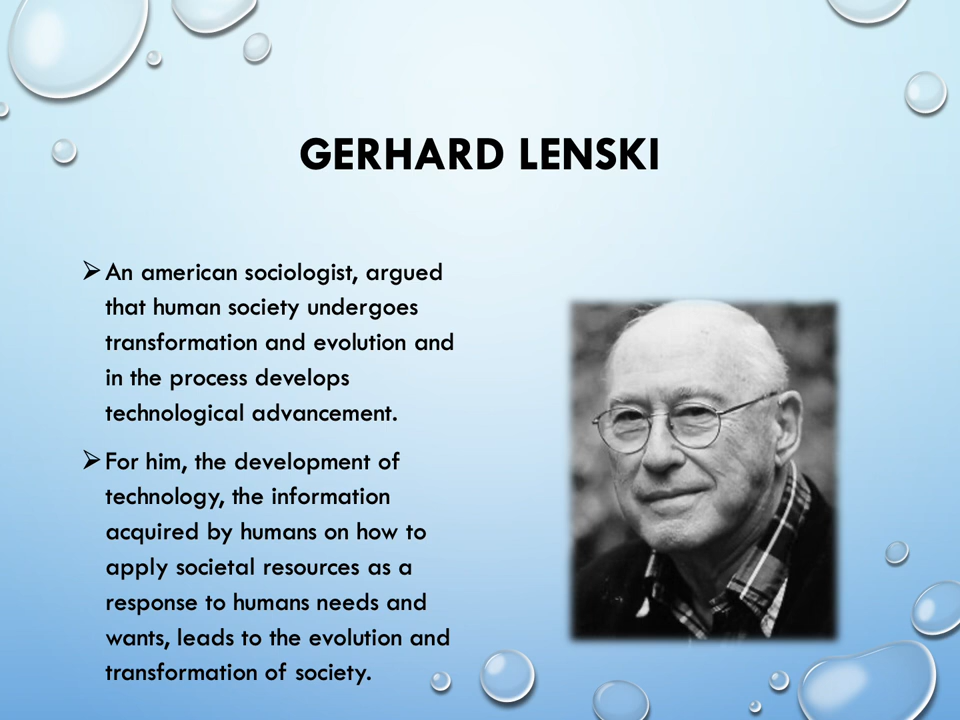 GERHARD LENSKI
➢ An american sociologist, argued
that human society undergoes
transformation and evolution and
in the process develops
technological advancement.
➢ For him, the development of
technology, the information
acquired by humans on how to
apply societal resources as a
response to humans needs and
wants, leads to the evolution and
transformation of society.